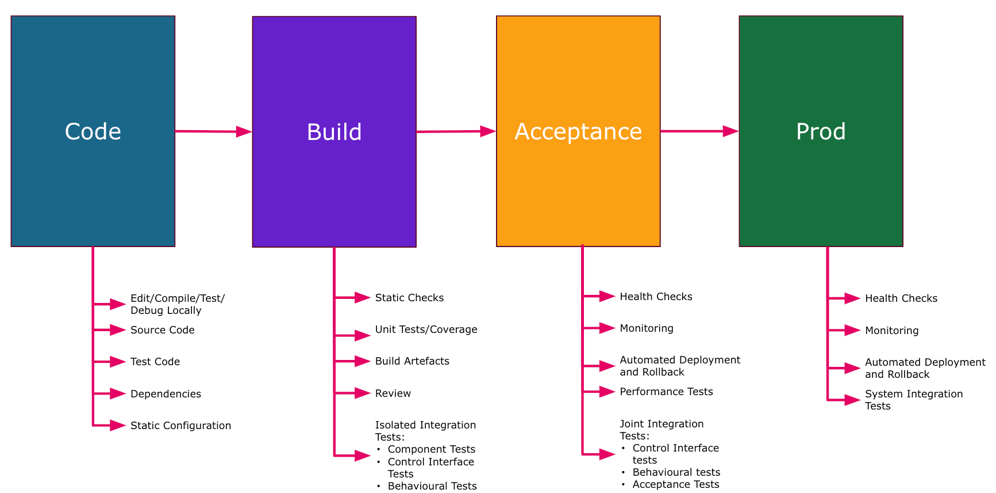 Code
Build
Acceptance
Prod
Edit/Compile/Test/
Debug Locally
Source Code
Test Code
Dependencies
Static Configuration
Static Checks
Unit Tests/Coverage
Build Artefacts
Review
Isolated Integration
Tests:
• Component Tests
• Control Interface
Tests
• Behavioural Tests
Health Checks
Monitoring
Automated Deployment
and Rollback
Performance Tests
Joint Integration
Tests:
• Control Interface
tests
• Behavioural tests
• Acceptance Tests
Health Checks
Monitoring
Automated Deployment
and Rollback
System Integration
Tests